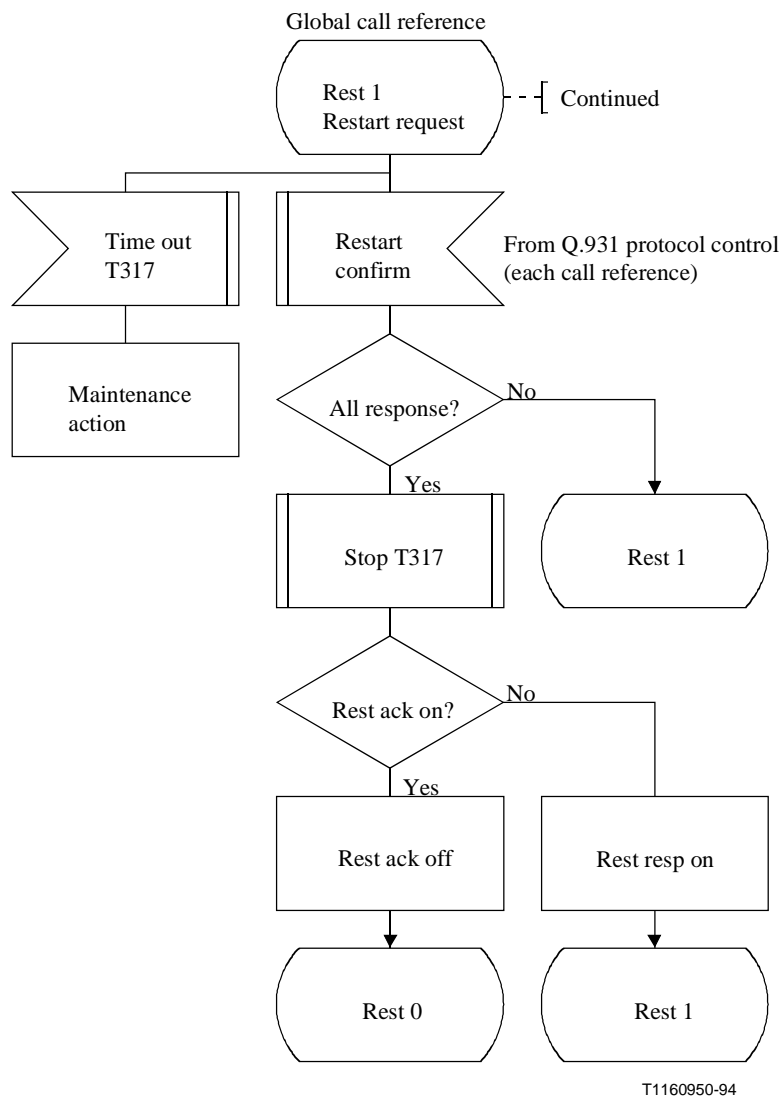 Global call reference
Rest 1
Restart request
Continued
Time out
T317
Restart
confirm
From Q.931 protocol control
(each call reference)
Maintenance
action
All response?
No
Yes
Stop T317
Rest 1
Rest ack on?
No
Yes
Rest ack off
Rest resp on
Rest 0
Rest 1
T1160950-94